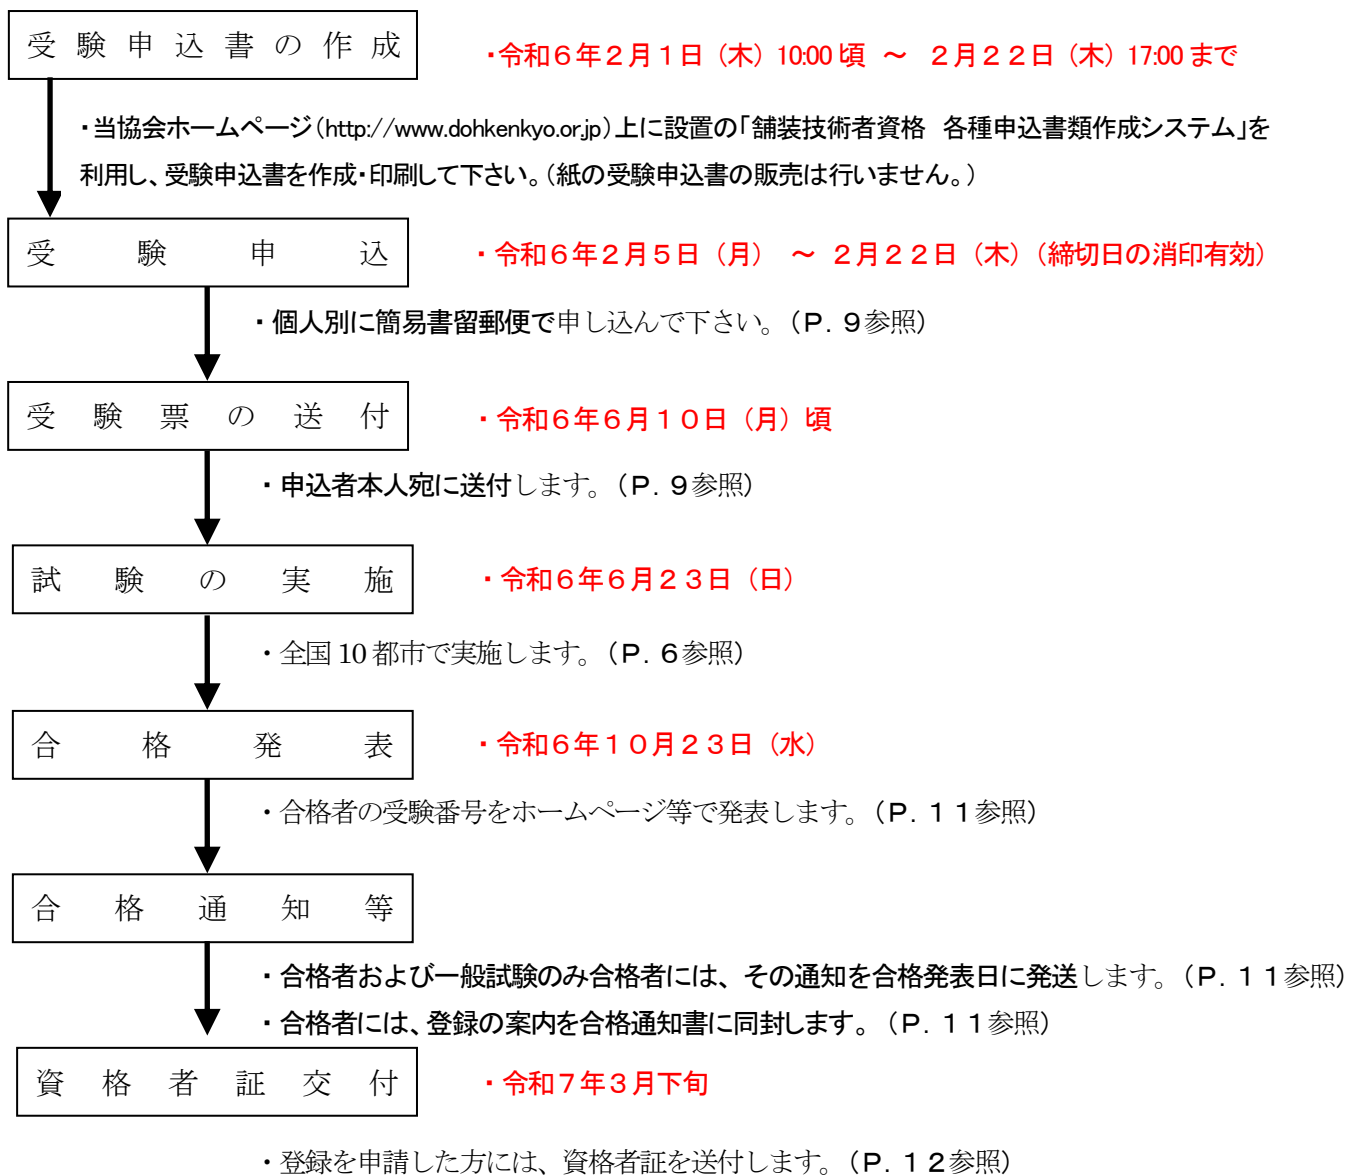 受験申込書の作成
・令和６年２月１日（木）10:00頃 ～ ２月２２日（木）17:00まで
・当協会ホームページ（http://www.dohkenkyo.or.jp）上に設置の「舗装技術者資格　各種申込書類作成システム」を
利用し、受験申込書を作成・印刷して下さい。（紙の受験申込書の販売は行いません。）
受験申込
・令和６年２月５日（月） ～ ２月２２日（木）（締切日の消印有効）
・個人別に簡易書留郵便で申し込んで下さい。（Ｐ．９参照）
受験票の送付
・令和６年６月１０日（月）頃
・申込者本人宛に送付します。（Ｐ．９参照）
試験の実施
・令和６年６月２３日（日）
・全国10都市で実施します。（Ｐ．６参照）
合格発表
・令和６年１０月２３日（水）
・合格者の受験番号をホームページ等で発表します。（Ｐ．１１参照）
合格通知等
・合格者および一般試験のみ合格者には、その通知を合格発表日に発送します。（Ｐ．１１参照）
・合格者には、登録の案内を合格通知書に同封します。（Ｐ．１１参照）
資格者証交付
・令和７年３月下旬
・登録を申請した方には、資格者証を送付します。（Ｐ．１２参照）